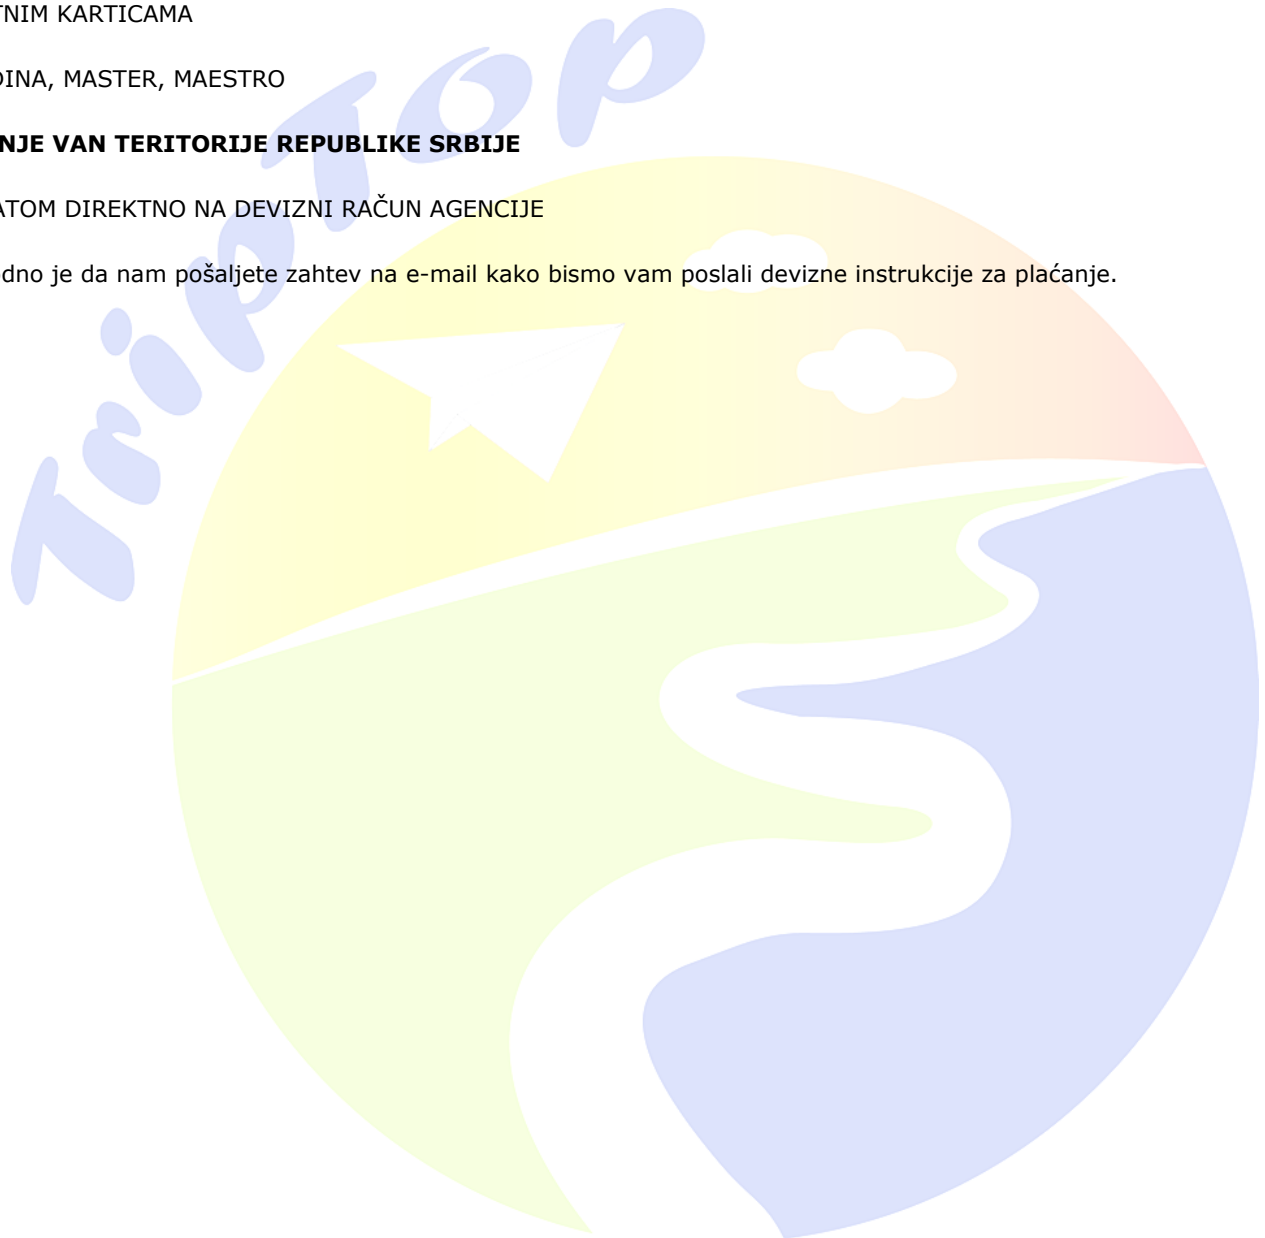 TNIM KARTICAMA
DINA, MASTER, MAESTRO
NJE VAN TERITORIJE REPUBLIKE SRBIJE
ATOM DIREKTNO NA DEVIZNI RAČUN AGENCIJE
dno je da nam pošaljete zahtev na e-mail kako bismo vam poslali devizne instrukcije za plaćanje.
TripTop